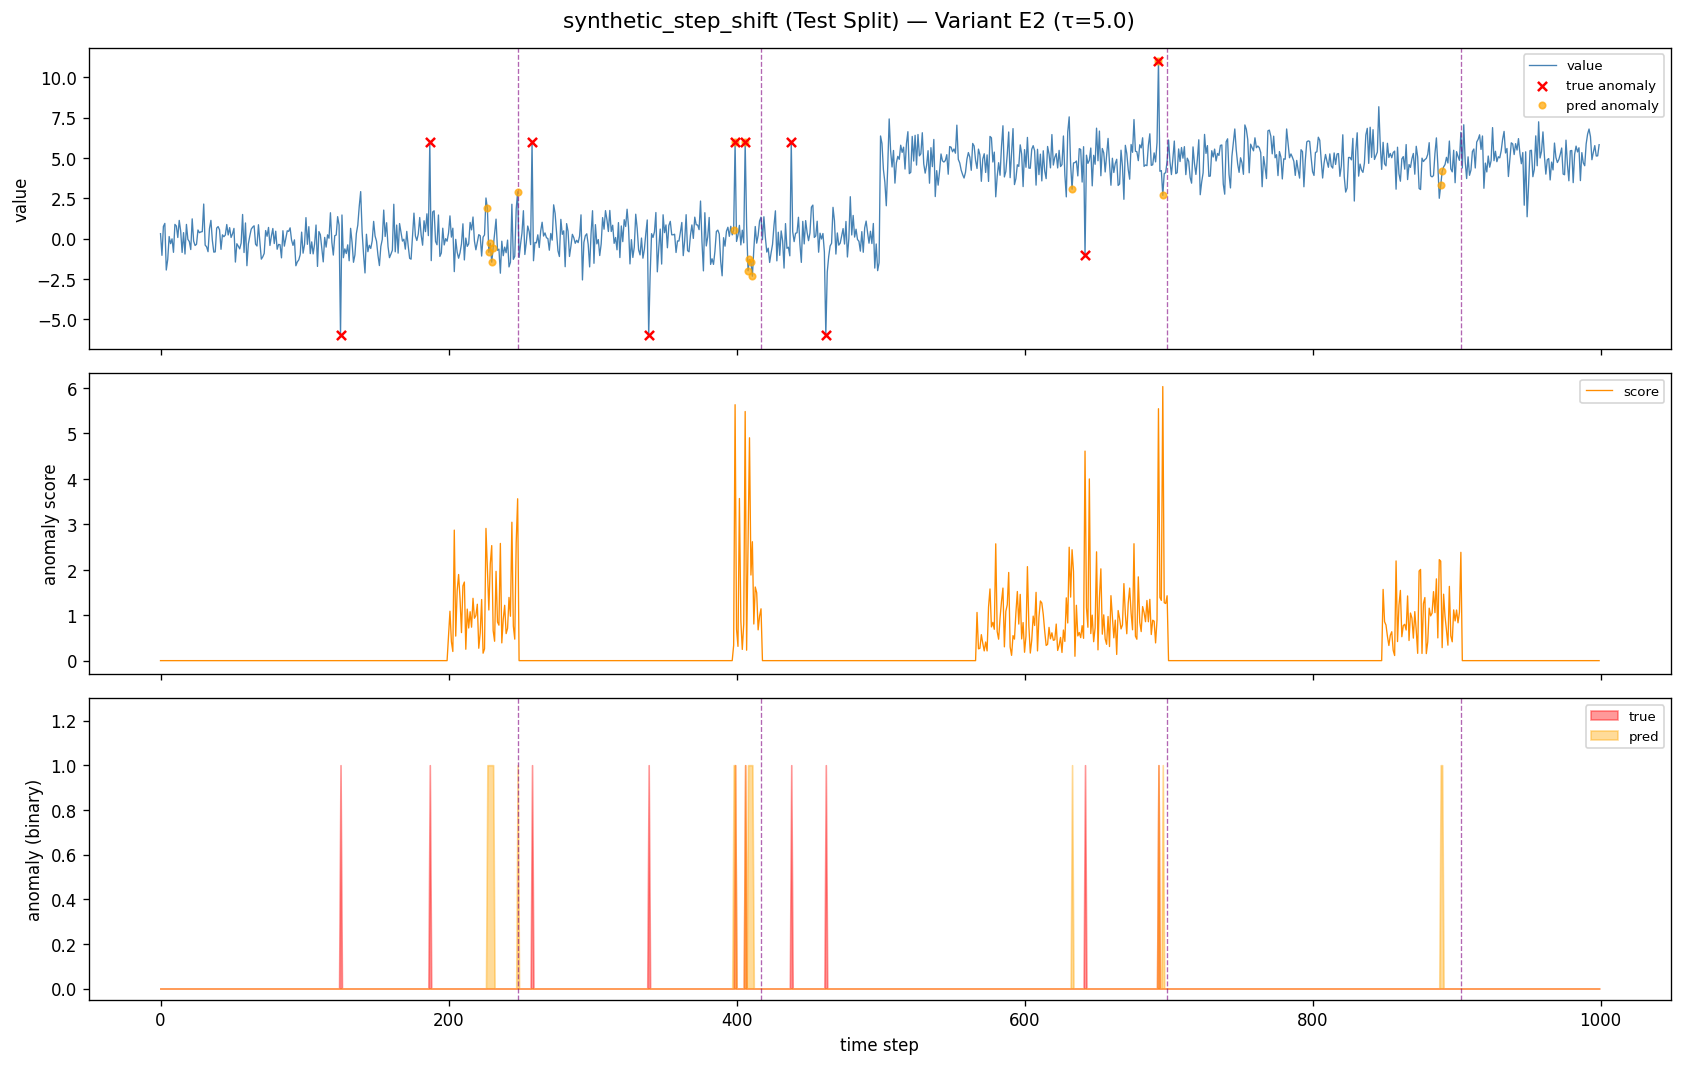 synthetic_step_shift (Test Split) — Variant E2 (τ=5.0)
value
10.0
7.5
5.0
2.5
0.0
−2.5
−5.0
value
true anomaly
pred anomaly
anomaly score
6
5
4
3
2
1
0
score
anomaly (binary)
1.2
1.0
0.8
0.6
0.4
0.2
0.0
true
pred
0
200
400
600
800
1000
time step